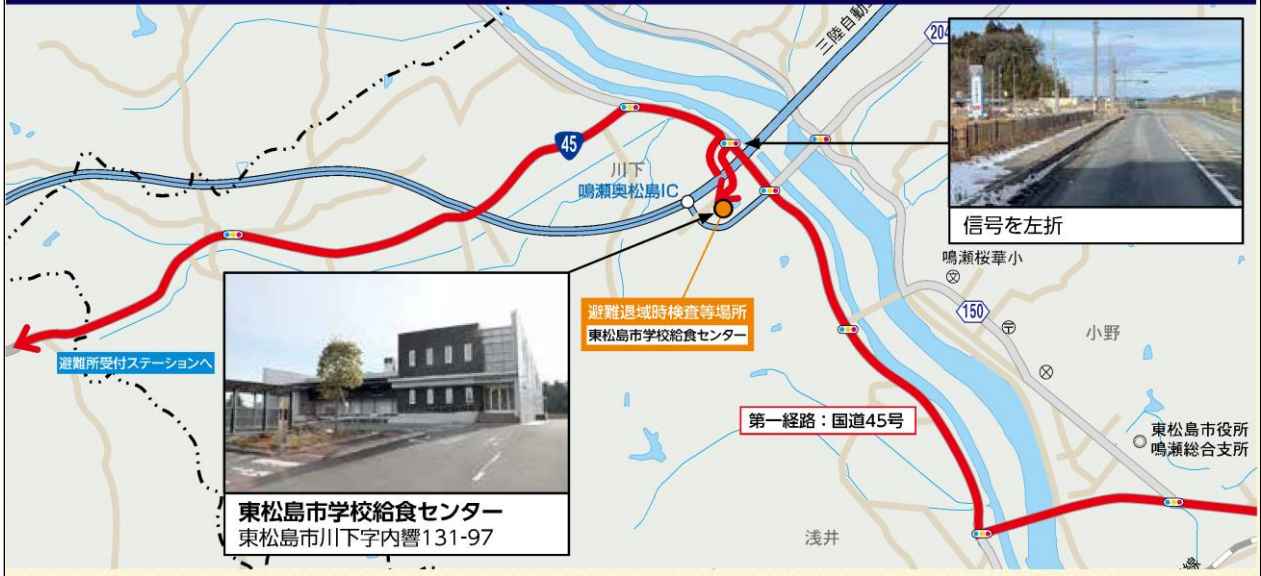 三陸自動
204
45
川下
鳴瀬奥松島IC
信号を左折
鳴瀬桜華小
文
150
〒
小野
避難退域時検査等場所
東松島市学校給食センター
避難所受付ステーションへ
第一経路：国道45号
東松島市役所
鳴瀬総合支所
東松島市学校給食センター
東松島市川下字内響131-97
浅井
線